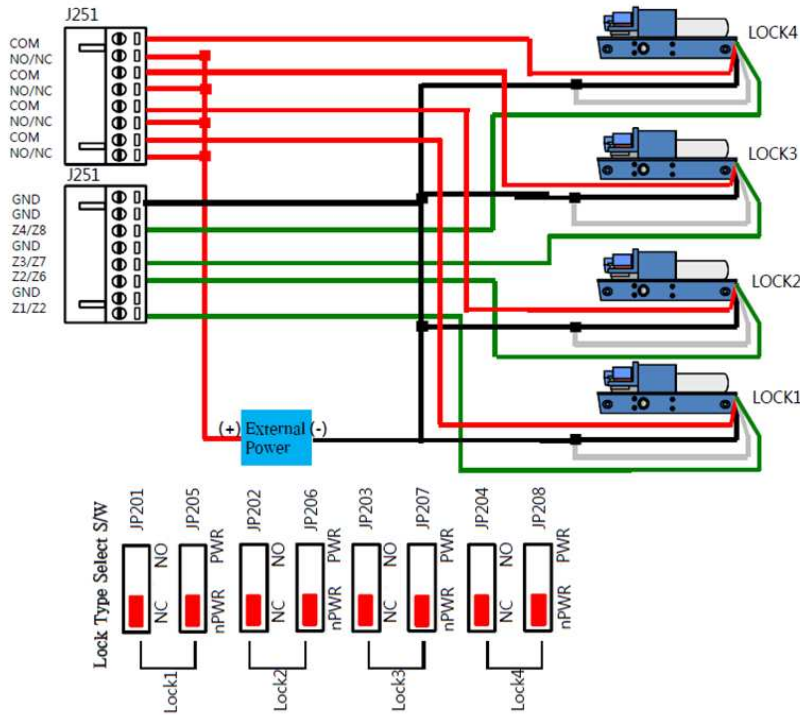 J251
COM
NO/NC
COM
NO/NC
COM
NO/NC
COM
NO/NC
J251
GND
GND
Z4/Z8
GND
Z3/Z7
Z2/Z6
GND
Z1/Z2
LOCK4
LOCK3
LOCK2
LOCK1
(+) External (-)
Power
Lock Type Select S/W
JP201
NO
NC
JP205
PWR
nPWR
JP202
NO
NC
JP206
PWR
nPWR
JP203
NO
NC
JP207
PWR
nPWR
JP204
NO
NC
JP208
PWR
nPWR
Lock1
Lock2
Lock3
Lock4